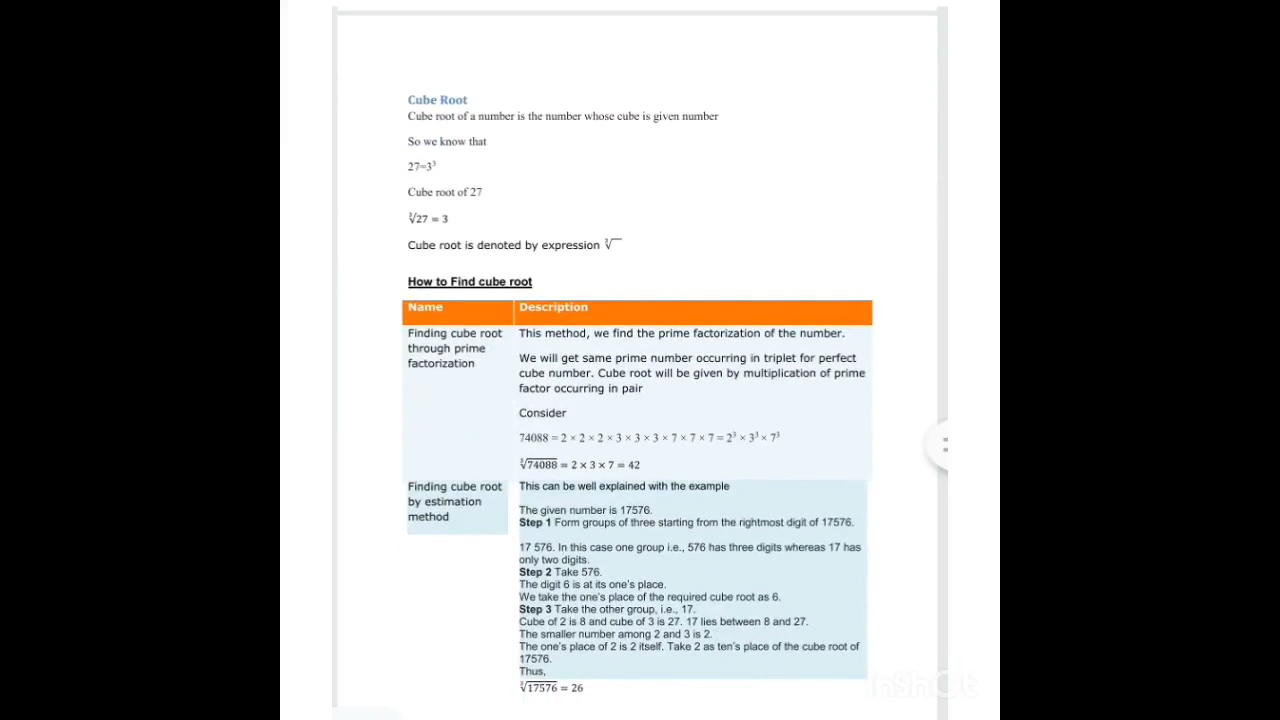 Cube Root
Cube root of a number is the number whose cube is given number
So we know that
27=3³
Cube root of 27
∛27 = 3
Cube root is denoted by expression ∛
How to Find cube root
Name Description
Finding cube root
through prime
factorization
This method, we find the prime factorization of the number.
We will get same prime number occurring in triplet for perfect
cube number. Cube root will be given by multiplication of prime
factor occurring in pair
Consider
74088 = 2 × 2 × 2 × 3 × 3 × 3 × 7 × 7 × 7 = 2³ × 3³ × 7³
∛74088 = 2 × 3 × 7 = 42
Finding cube root
by estimation
method
This can be well explained with the example
The given number is 17576.
Step 1 Form groups of three starting from the rightmost digit of 17576.
17 576. In this case one group i.e., 576 has three digits whereas 17 has
only two digits.
Step 2 Take 576.
The digit 6 is at its one's place.
We take the one's place of the required cube root as 6.
Step 3 Take the other group, i.e., 17.
Cube of 2 is 8 and cube of 3 is 27. 17 lies between 8 and 27.
The smaller number among 2 and 3 is 2.
The one's place of 2 is 2 itself. Take 2 as ten's place of the cube root of
17576.
Thus,
∛17576 = 26
InShOt